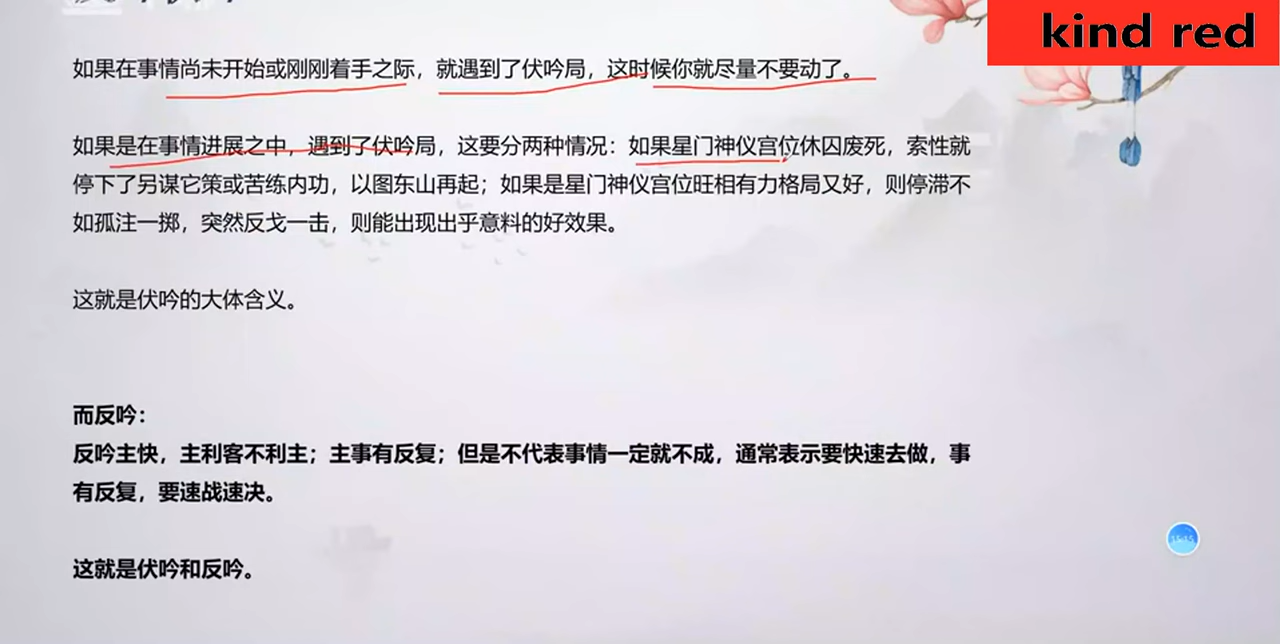 kind red
如果在事情尚未开始或刚刚着手之际，就遇到了伏吟局，这时候你就尽量不要动了。
如果是在事情进展之中，遇到了伏吟局，这要分两种情况：如果星门神仪宫位休囚废死，索性就
停下了另谋它策或苦练内功，以图东山再起；如果是星门神仪宫位旺相有力格局又好，则停滞不
如孤注一掷，突然反戈一击，则能出现出乎意料的好效果。
这就是伏吟的大体含义。
而反吟：
反吟主快，主利客不利主；主事有反复；但是不代表事情一定就不成，通常表示要快速去做，事
有反复，要速战速决。
这就是伏吟和反吟。